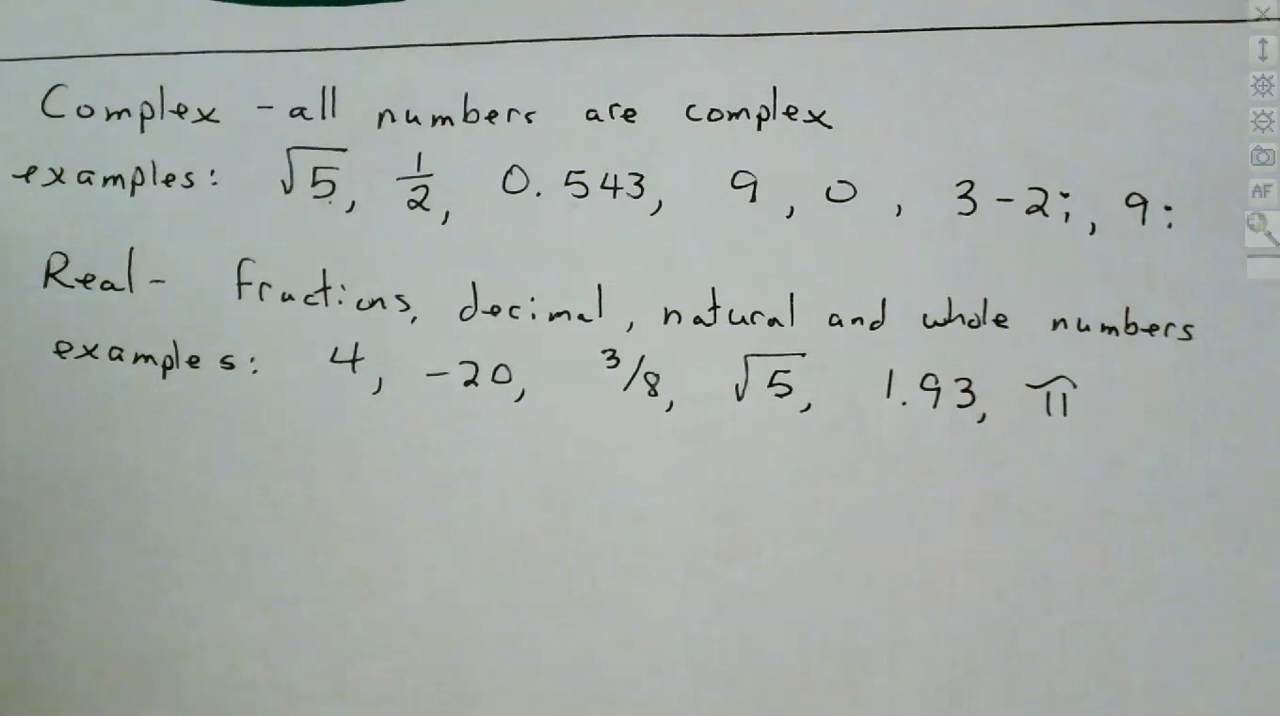 Complex - all numbers are complex
examples: √5, 1/2, 0.543, 9, 0, 3-2i, 9i
Real - fractions, decimal, natural and whole numbers
examples: 4, -20, 3/8, √5, 1.93, π
AF